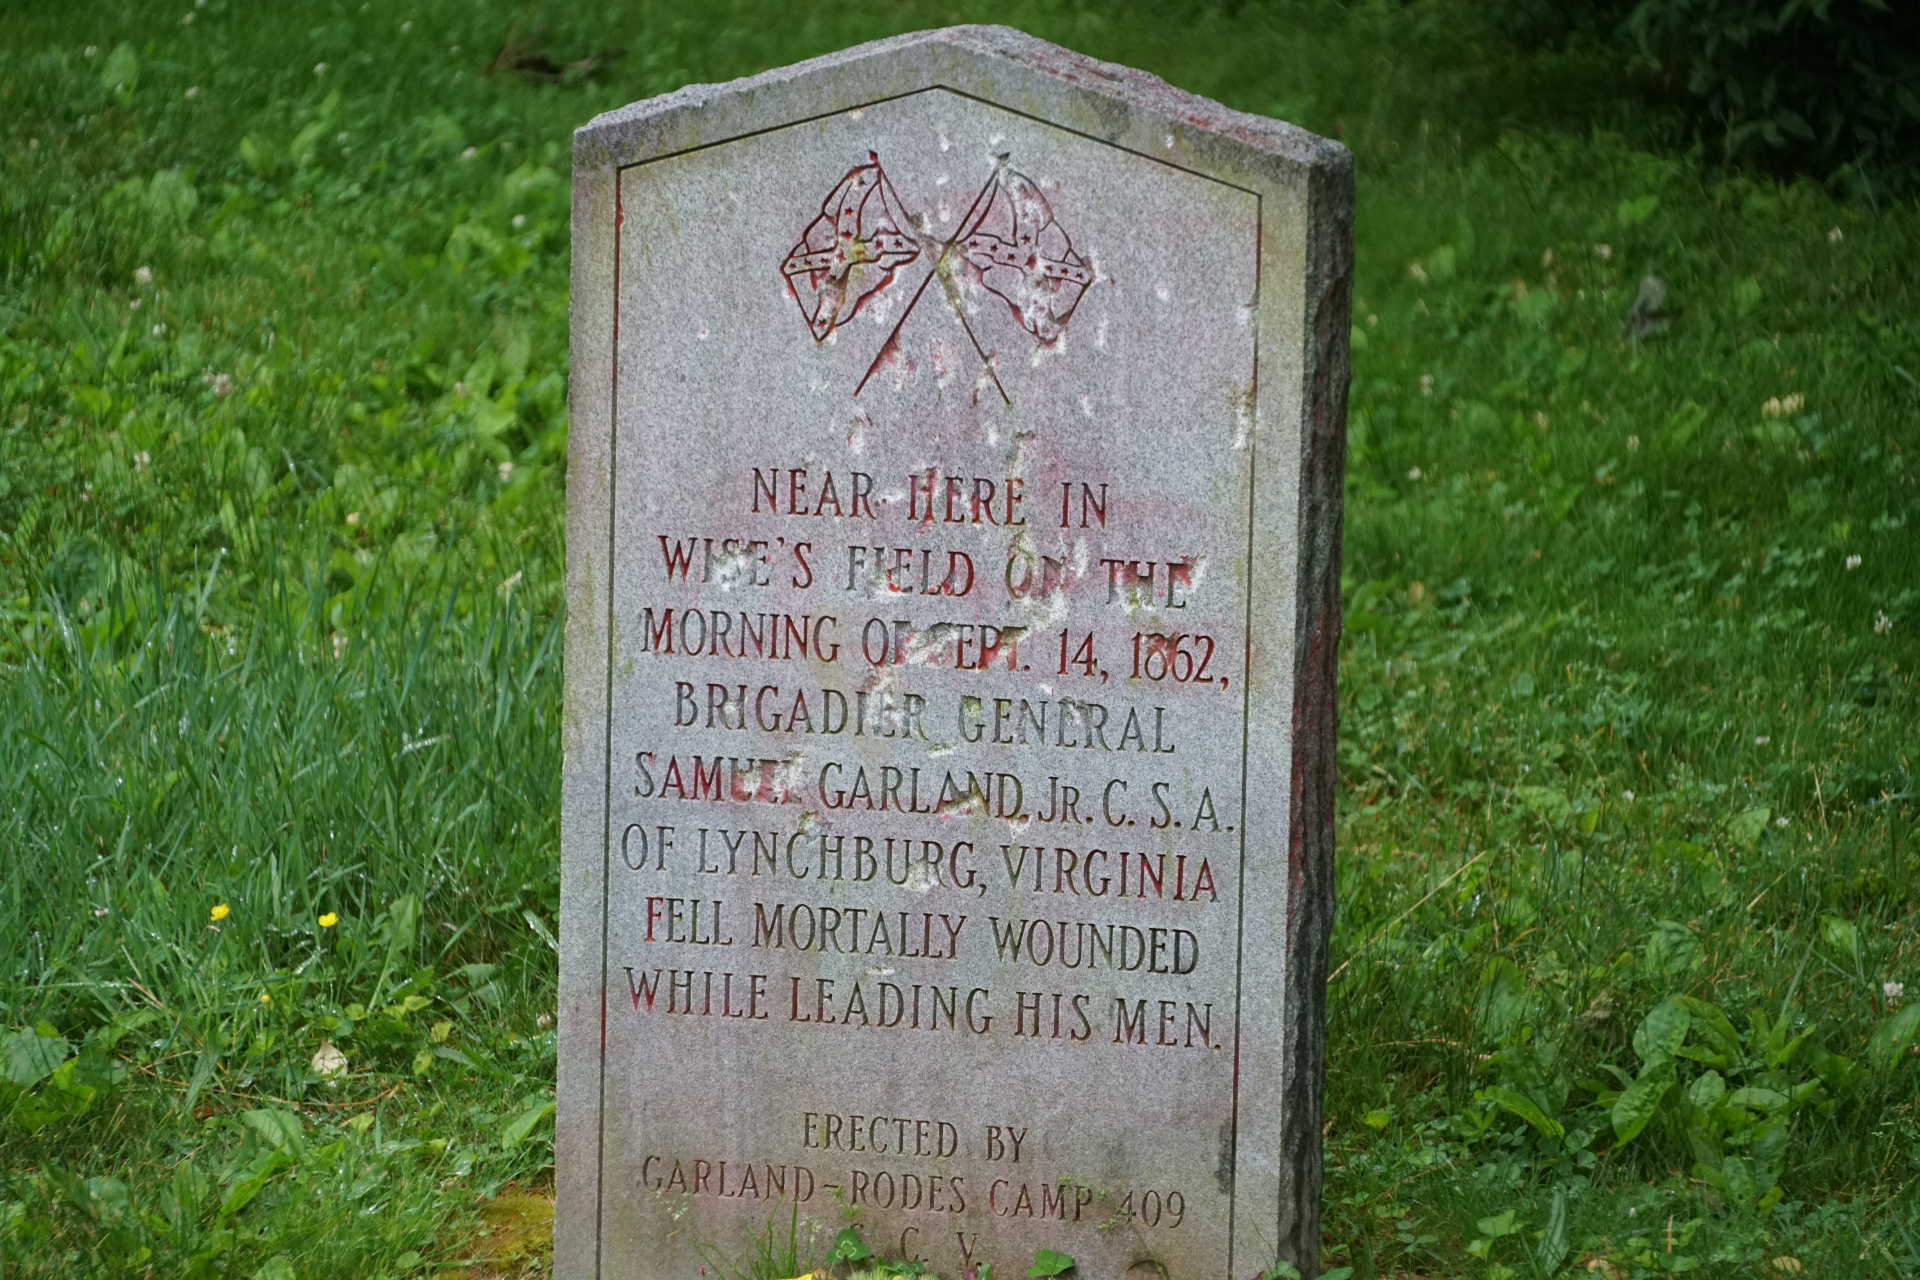 NEAR HERE IN
WISE'S FIELD ON THE
MORNING OF SEPT. 14, 1862,
BRIGADIER GENERAL
SAMUEL GARLAND, JR. C. S. A.
OF LYNCHBURG, VIRGINIA
FELL MORTALLY WOUNDED
WHILE LEADING HIS MEN.
ERECTED BY
GARLAND-RODES CAMP 409
S. C. V.